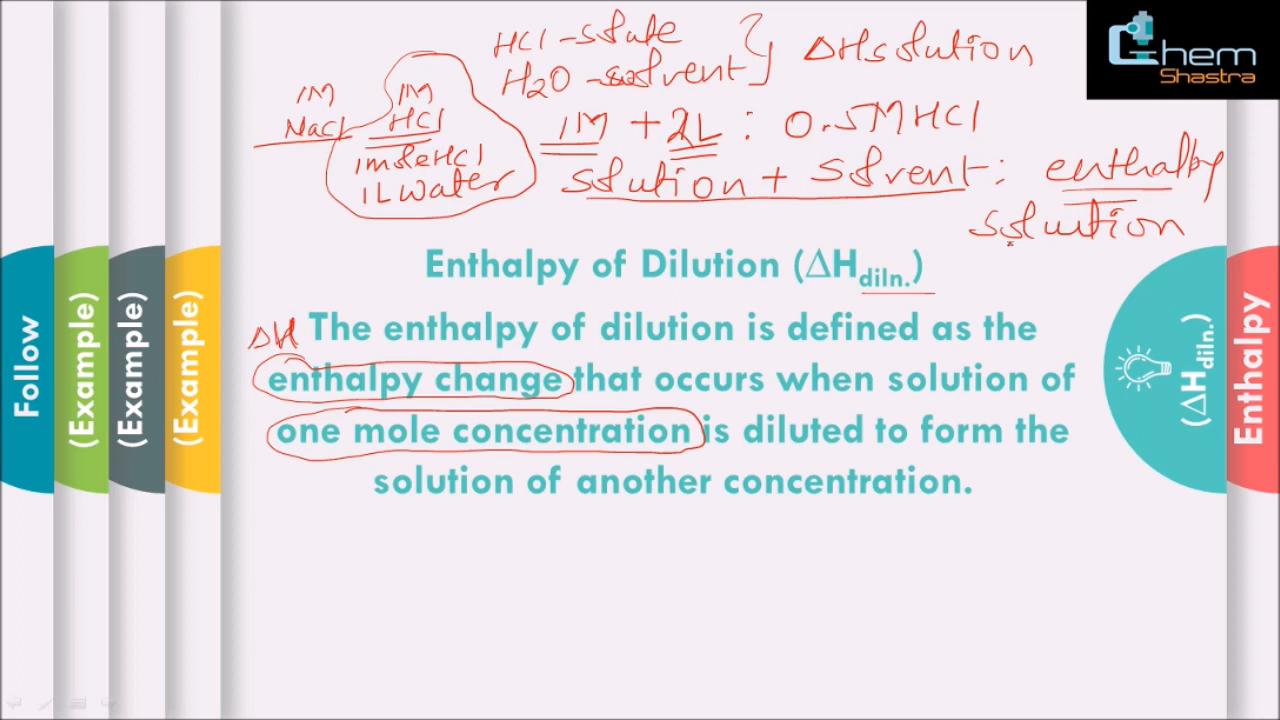 Chem
Shastra
HCl - solute
H2O - solvent } ΔHsolution
1M
NaCl
1M
HCl
1moleHCl
1L water
1M + 2L : 0.5M HCl
solution + solvent : enthalpy
solution
Enthalpy of Dilution (ΔHdiln.)
ΔH
The enthalpy of dilution is defined as the
enthalpy change that occurs when solution of
one mole concentration is diluted to form the
solution of another concentration.
Follow
(Example)
(Example)
(Example)
(ΔHdiln.)
Enthalpy